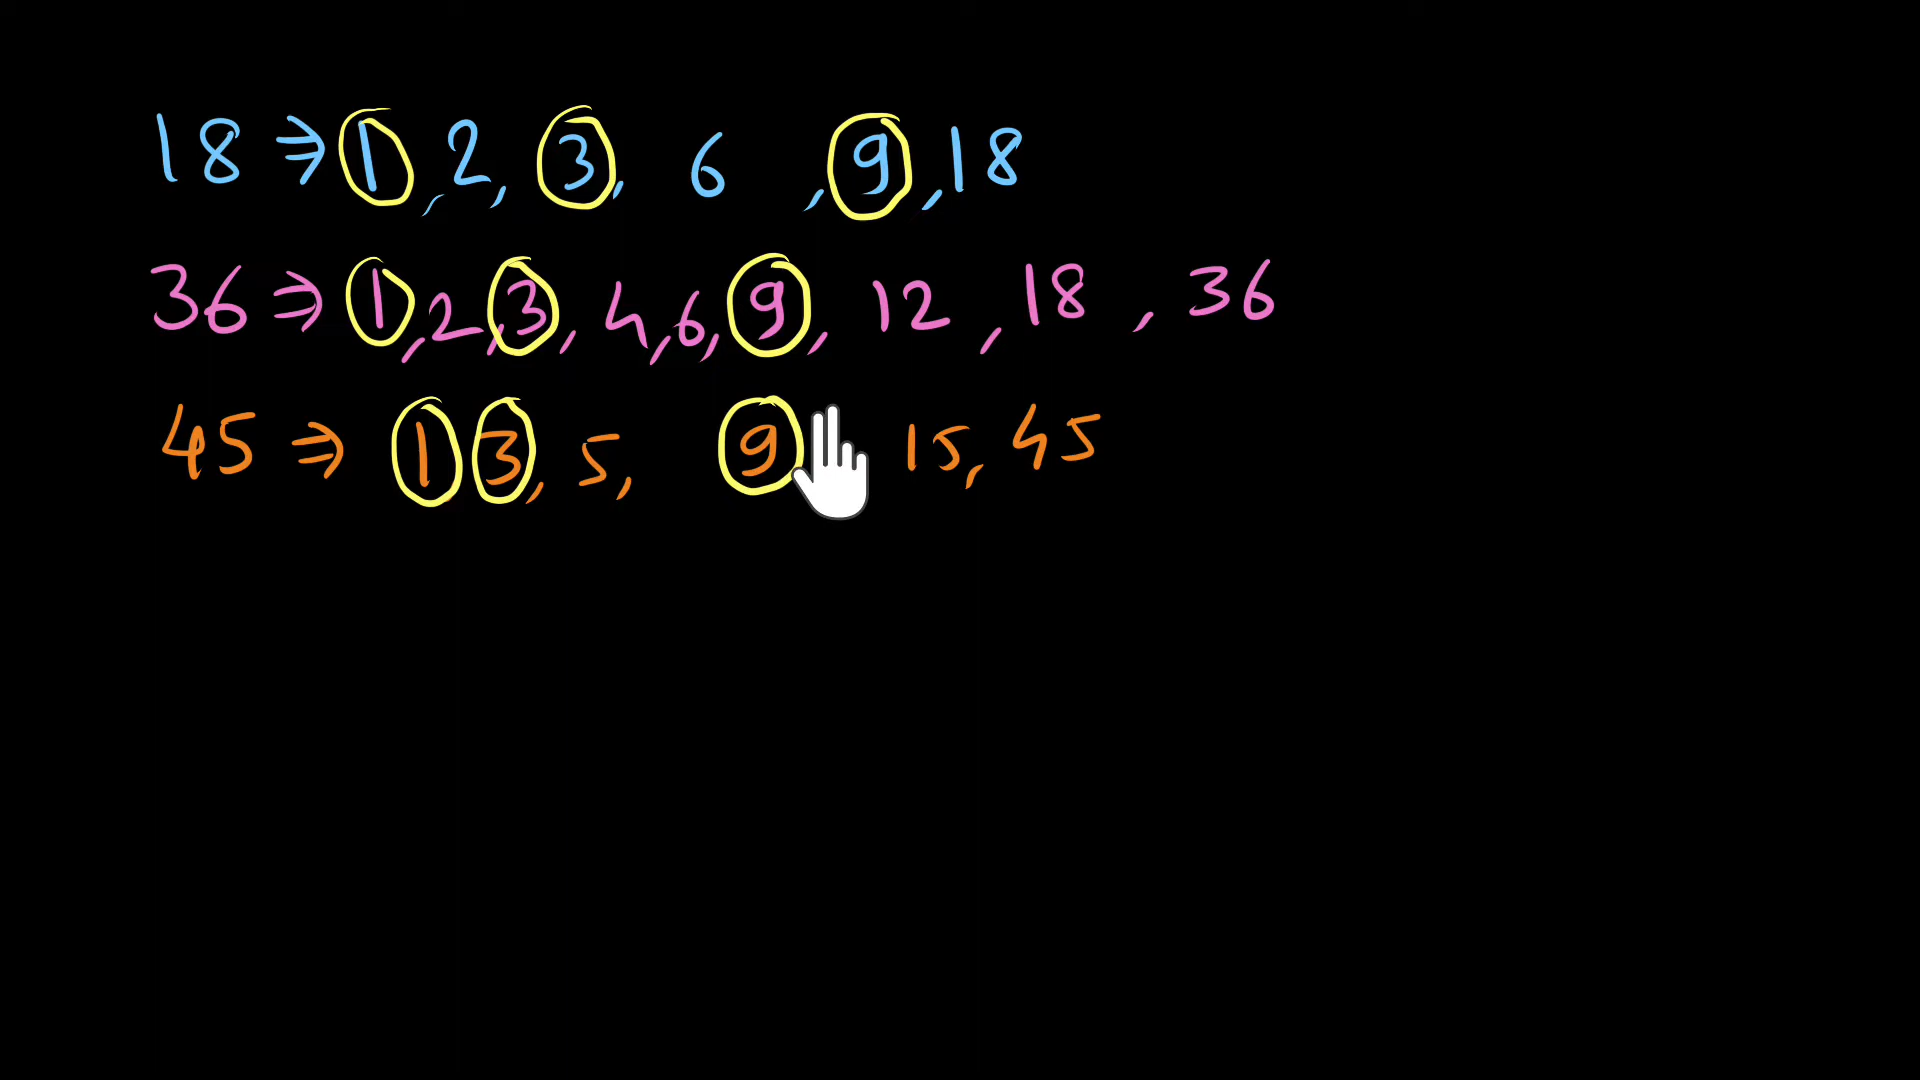 18 ⇒ 1, 2, 3, 6, 9, 18
36 ⇒ 1, 2, 3, 4, 6, 9, 12, 18, 36
45 ⇒ 1 3, 5, 9 15, 45